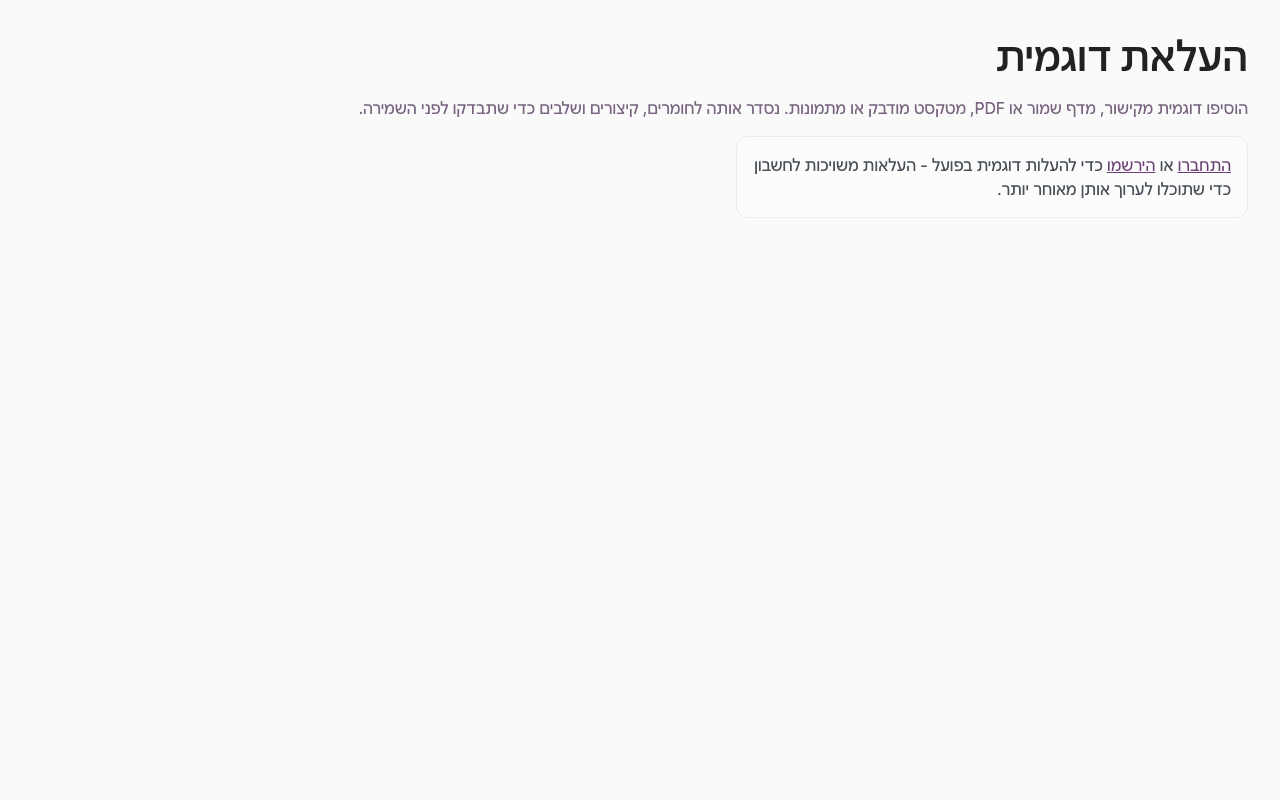 העלאת דוגמית
הוסיפו דוגמית מקישור, מדף שמור או PDF, מטקסט מודבק או מתמונות. נסדר אותה לחומרים, קיצורים ושלבים כדי שתבדקו לפני השמירה.
התחברו או הירשמו כדי להעלות דוגמית בפועל - העלאות משויכות לחשבון
כדי שתוכלו לערוך אותן מאוחר יותר.